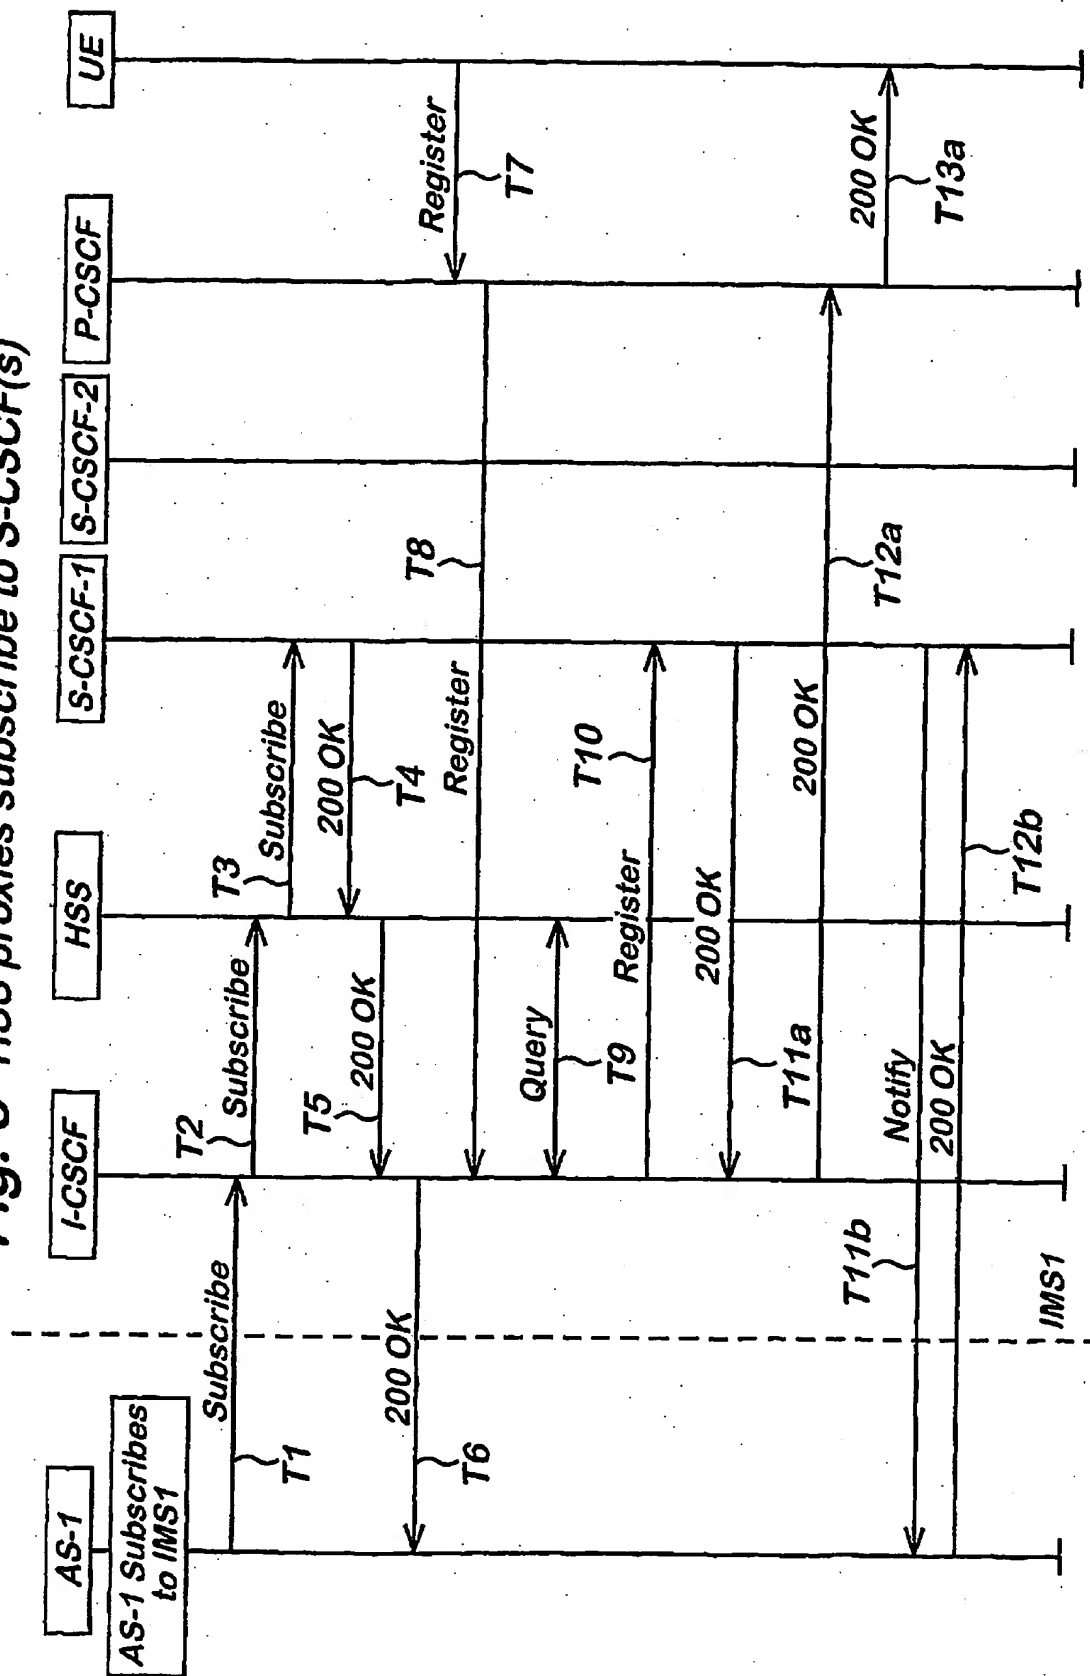 proxies subscribe to S-CSCF(s)
AS-1
I-CSCF
HSS
S-CSCF-1
S-CSCF-2
P-CSCF
UE
AS-1 Subscribes
to IMS1
Subscribe
T1
T2
Subscribe
T3
Subscribe
200 OK
T4
T5
200 OK
200 OK
T6
Register
T7
Register
T8
Query
T9
Register
T10
200 OK
T11a
200 OK
T12a
200 OK
T13a
Notify
T11b
200 OK
T12b
IMS1